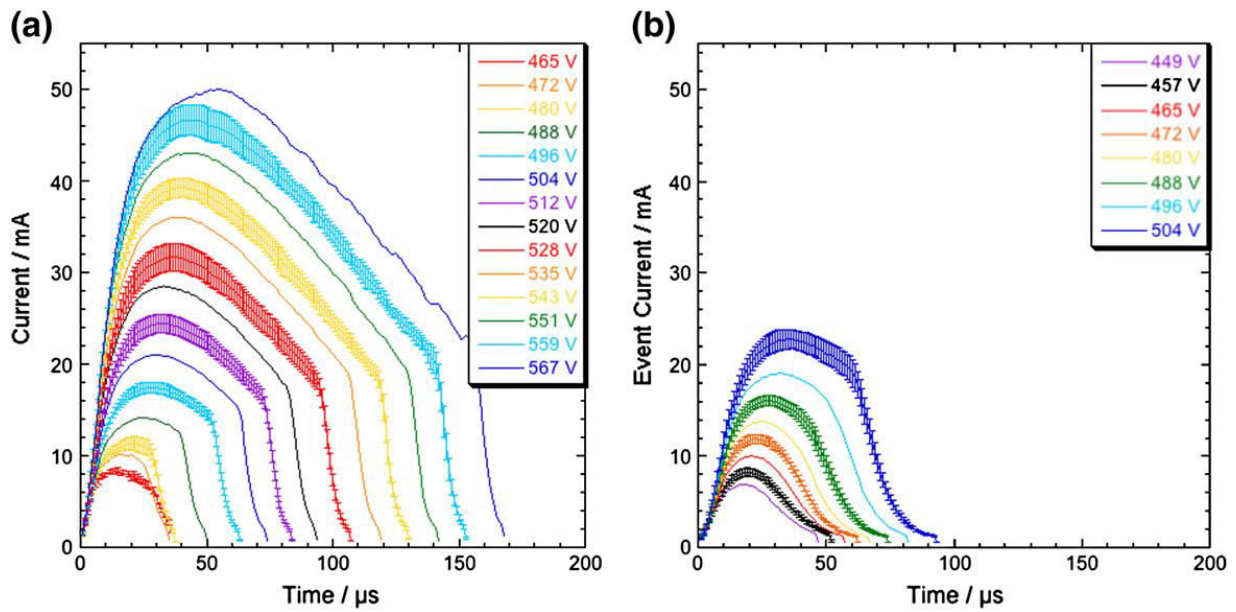 (a)
Current / mA
50
40
30
20
10
0
465 V
472 V
480 V
488 V
496 V
504 V
512 V
520 V
528 V
535 V
543 V
551 V
559 V
567 V
0 50 100 150 200
Time / µs
(b)
Event Current / mA
50
40
30
20
10
0
449 V
457 V
465 V
472 V
480 V
488 V
496 V
504 V
0 50 100 150 200
Time / µs